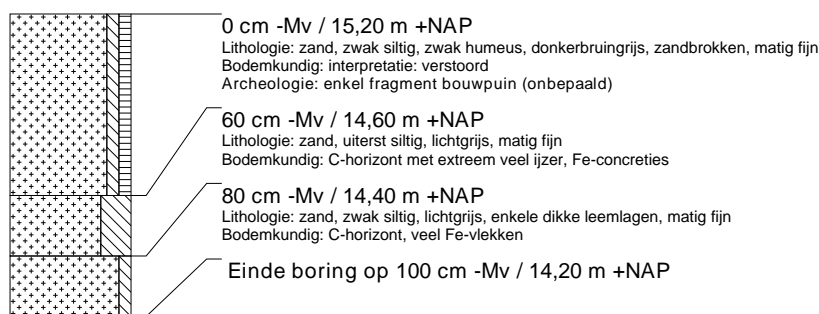 0 cm -Mv / 15,20 m +NAP
Lithologie: zand, zwak siltig, zwak humeus, donkerbruingrijs, zandbrokken, matig fijn
Bodemkundig: interpretatie: verstoord
Archeologie: enkel fragment bouwpuin (onbepaald)
60 cm -Mv / 14,60 m +NAP
Lithologie: zand, uiterst siltig, lichtgrijs, matig fijn
Bodemkundig: C-horizont met extreem veel ijzer, Fe-concreties
80 cm -Mv / 14,40 m +NAP
Lithologie: zand, zwak siltig, lichtgrijs, enkele dikke leemlagen, matig fijn
Bodemkundig: C-horizont, veel Fe-vlekken
Einde boring op 100 cm -Mv / 14,20 m +NAP